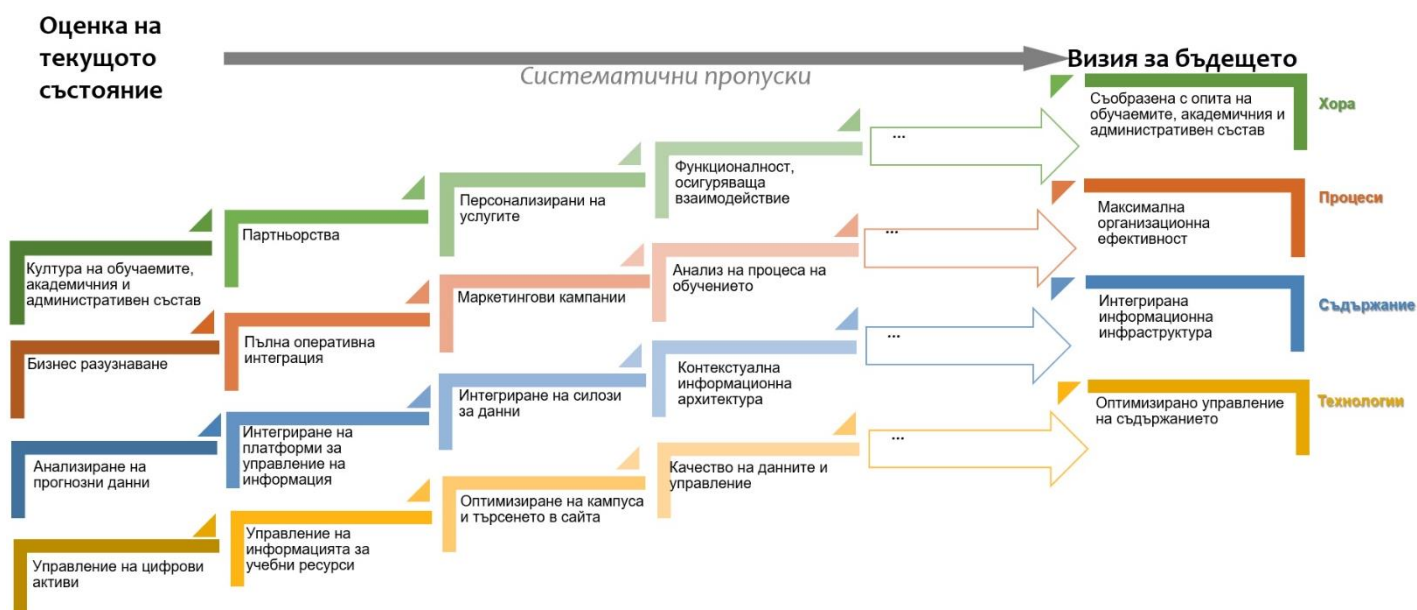 Оценка на
текущото
състояние
Систематични пропуски
Визия за бъдещето
Култура на обучаемите,
академичния и
административен състав
Партньорства
Персонализирани на
услугите
Функционалност,
осигуряваща
взаимодействие
...
Съобразена с опита на
обучаемите, академичния и
административен състав
Хора
Бизнес разузнаване
Пълна оперативна
интеграция
Маркетингови кампании
Анализ на процеса на
обучението
...
Максимална
организационна
ефективност
Процеси
Анализиране на
прогнозни данни
Интегриране на
платформи за
управление на
информация
Интегриране на силози
за данни
Контекстуална
информационна
архитектура
...
Интегрирана
информационна
инфраструктура
Съдържание
Управление на цифрови
активи
Управление на
информацията за
учебни ресурси
Оптимизиране на кампуса
и търсенето в сайта
Качество на данните и
управление
...
Оптимизирано управление
на съдържанието
Технологии